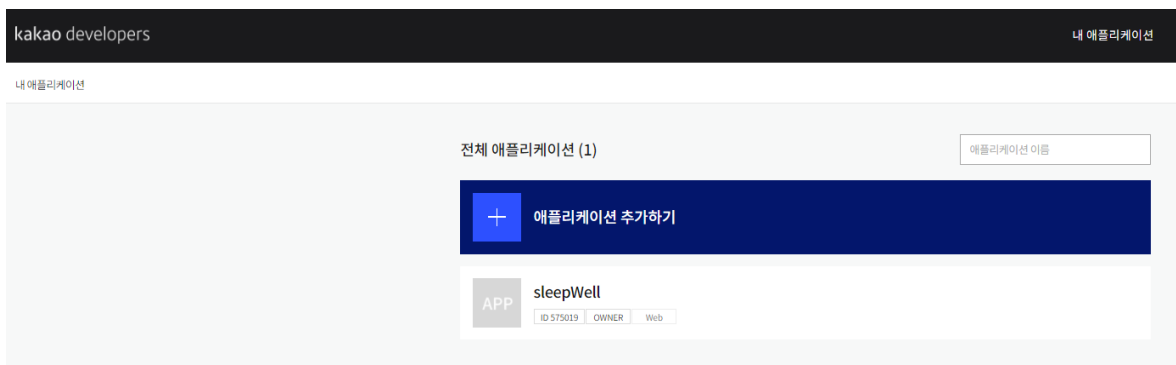 kakao developers
내 애플리케이션
내 애플리케이션
전체 애플리케이션 (1)
애플리케이션 이름
애플리케이션 추가하기
APP
sleepWell
ID 575019 OWNER Web